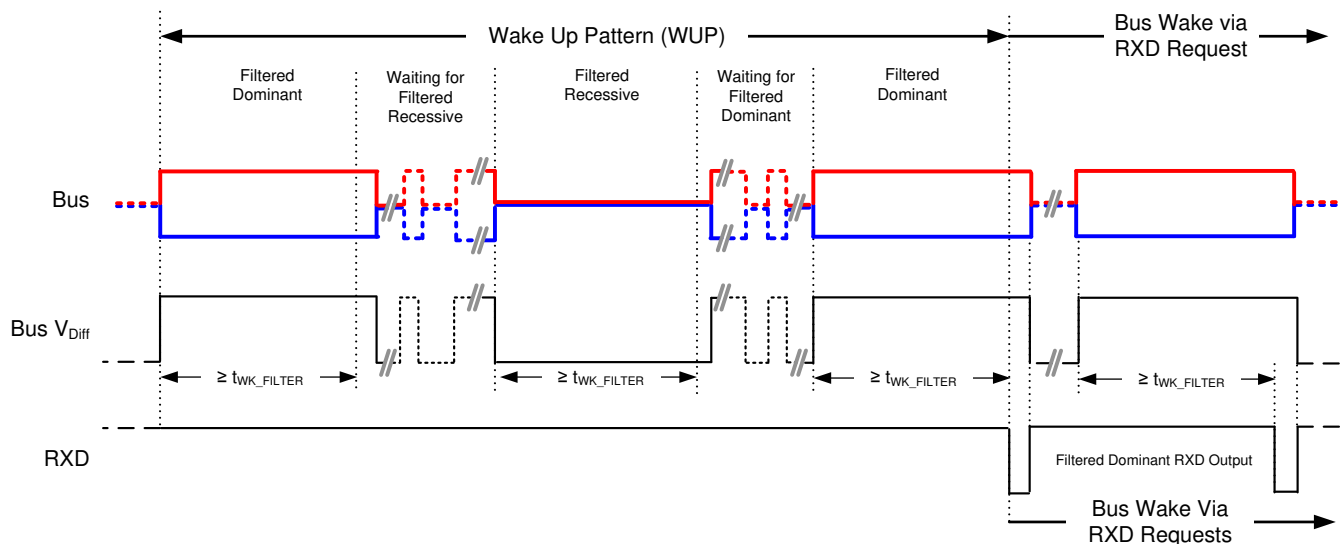 Wake Up Pattern (WUP)
Bus Wake via
RXD Request
Filtered
Dominant
Waiting for
Filtered
Recessive
Filtered
Recessive
Waiting for
Filtered
Dominant
Filtered
Dominant
Bus
Bus VDiff
≥ tWK_FILTER
≥ tWK_FILTER
≥ tWK_FILTER
≥ tWK_FILTER
RXD
Filtered Dominant RXD Output
Bus Wake Via
RXD Requests